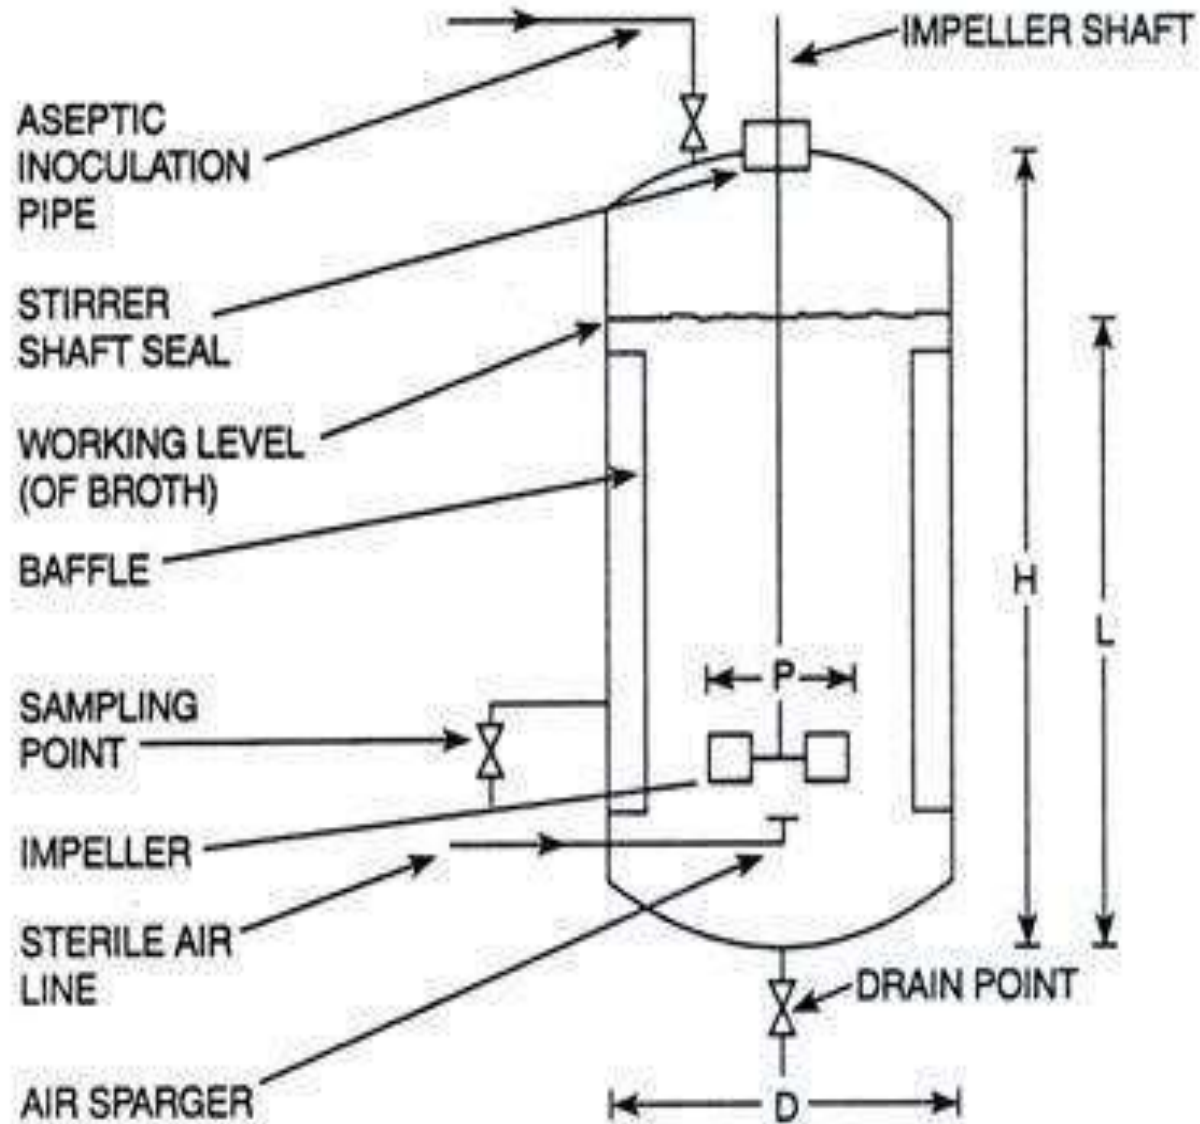 IMPELLER SHAFT
ASEPTIC
INOCULATION
PIPE
STIRRER
SHAFT SEAL
WORKING LEVEL
(OF BROTH)
BAFFLE
H
L
P
SAMPLING
POINT
IMPELLER
STERILE AIR
LINE
DRAIN POINT
AIR SPARGER
D